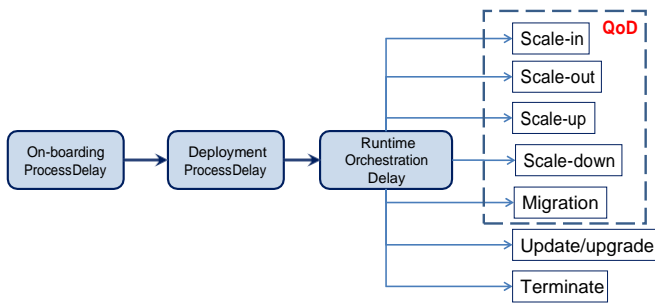 On-boarding
ProcessDelay
Deployment
ProcessDelay
Runtime
Orchestration
Delay
QoD
Scale-in
Scale-out
Scale-up
Scale-down
Migration
Update/upgrade
Terminate